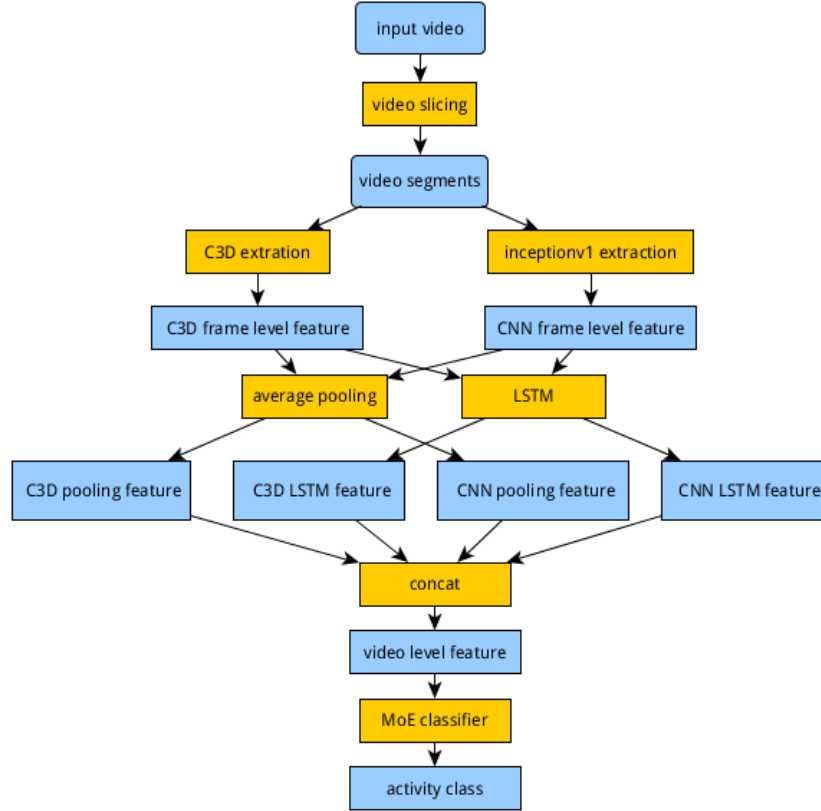 input video
video slicing
video segments
C3D extration
inceptionv1 extraction
C3D frame level feature
CNN frame level feature
average pooling
LSTM
C3D pooling feature
C3D LSTM feature
CNN pooling feature
CNN LSTM feature
concat
video level feature
MoE classifier
activity class